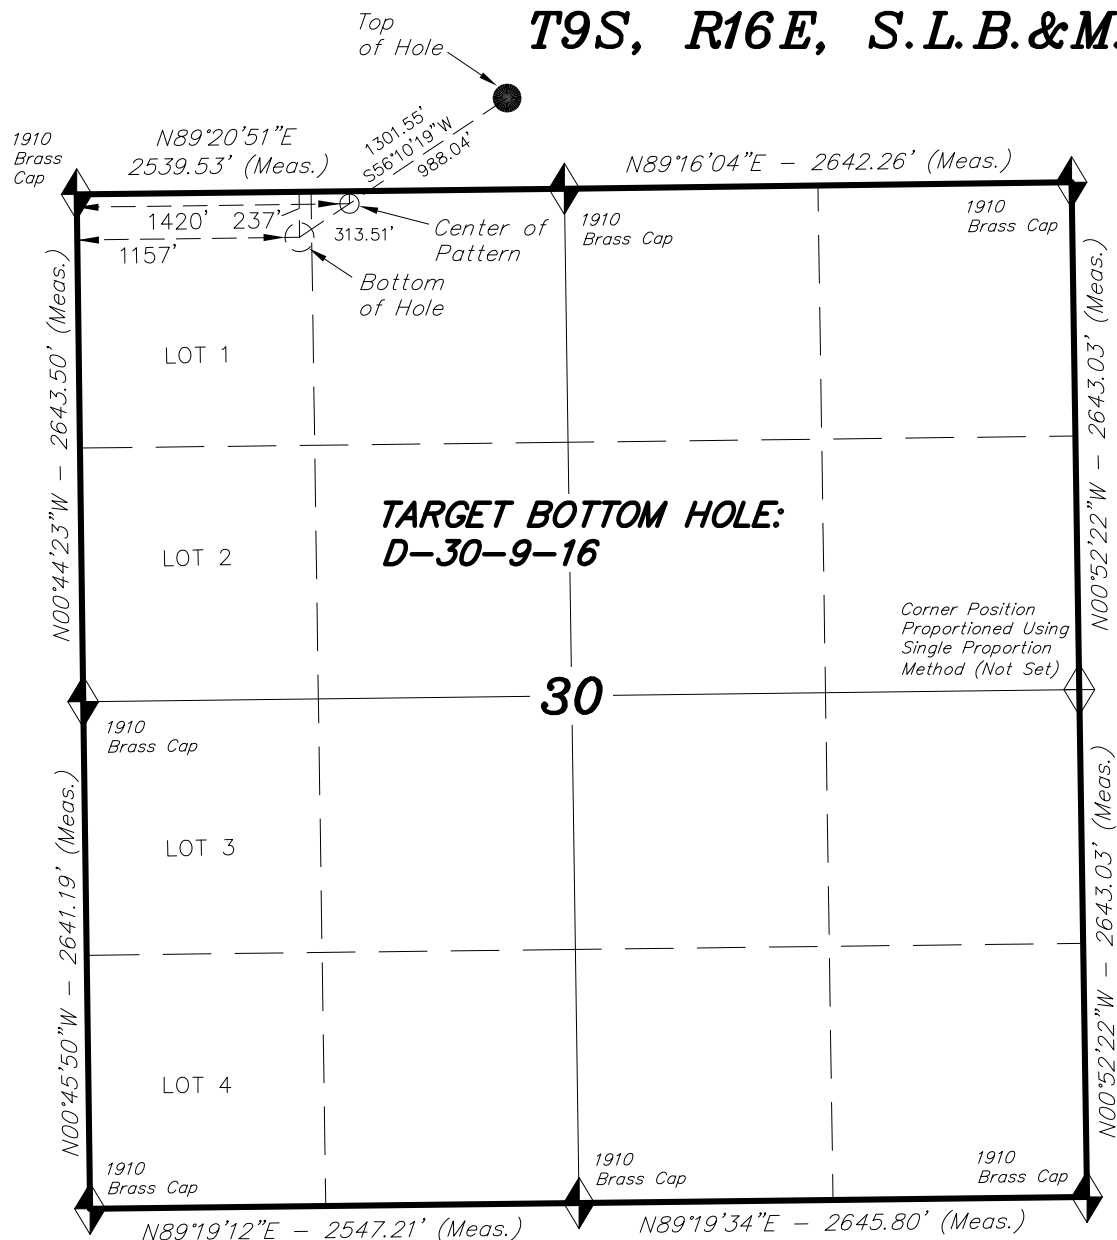 T9S, R16E, S.L.B.&M.
Top
of Hole
1910
Brass
Cap
N89°20'51"E
2539.53' (Meas.)
1301.55'
S56°10'19"W
988.04'
N89°16'04"E - 2642.26' (Meas.)
1420'
237'
313.51'
1157'
Center of
Pattern
Bottom
of Hole
1910
Brass Cap
1910
Brass Cap
N00°44'23"W - 2643.50' (Meas.)
N00°52'22"W - 2643.03' (Meas.)
LOT 1
TARGET BOTTOM HOLE:
D-30-9-16
LOT 2
Corner Position
Proportioned Using
Single Proportion
Method (Not Set)
30
1910
Brass Cap
N00°45'50"W - 2641.19' (Meas.)
N00°52'22"W - 2643.03' (Meas.)
LOT 3
LOT 4
1910
Brass Cap
1910
Brass Cap
1910
Brass Cap
N89°19'12"E - 2547.21' (Meas.)
N89°19'34"E - 2645.80' (Meas.)